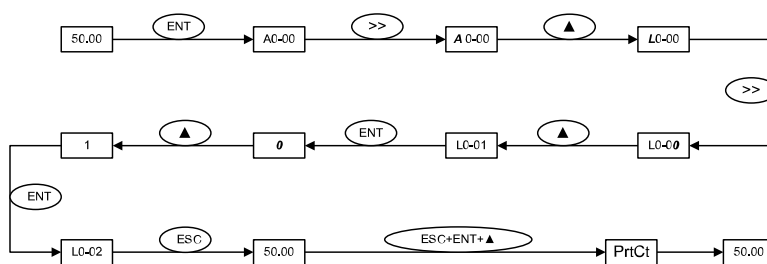 50.00 ENT A0-00 >> A 0-00 ▲ L0-00
>>
1 ▲ 0 ENT L0-01 ▲ L0-00
ENT
L0-02 ESC 50.00 ESC+ENT+▲ PrtCt 50.00